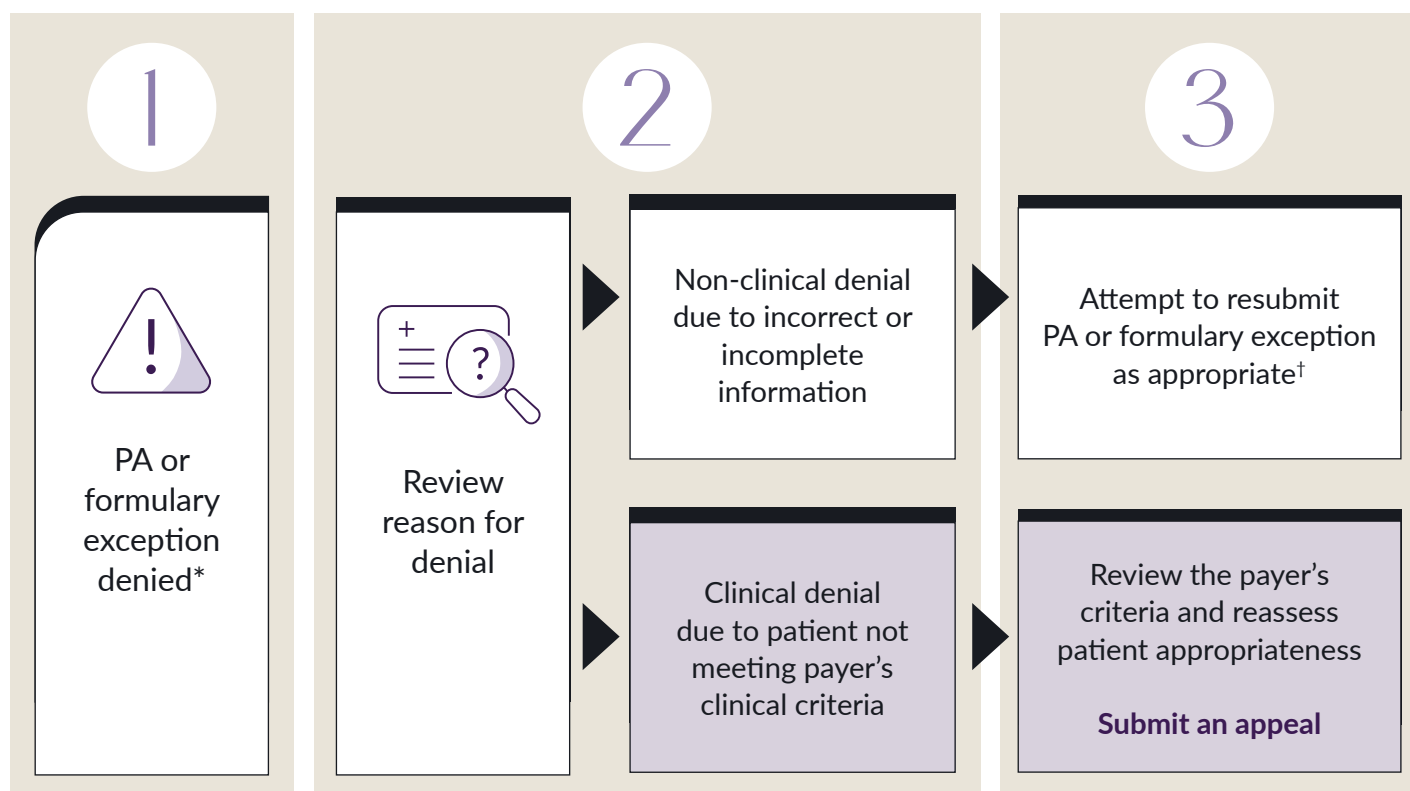 1
PA or
formulary
exception
denied*
2
?
Review
reason for
denial
Non-clinical denial
due to incorrect or
incomplete
information
Clinical denial
due to patient not
meeting payer’s
clinical criteria
3
Attempt to resubmit
PA or formulary exception
as appropriate†
Review the payer’s
criteria and reassess
patient appropriateness
Submit an appeal